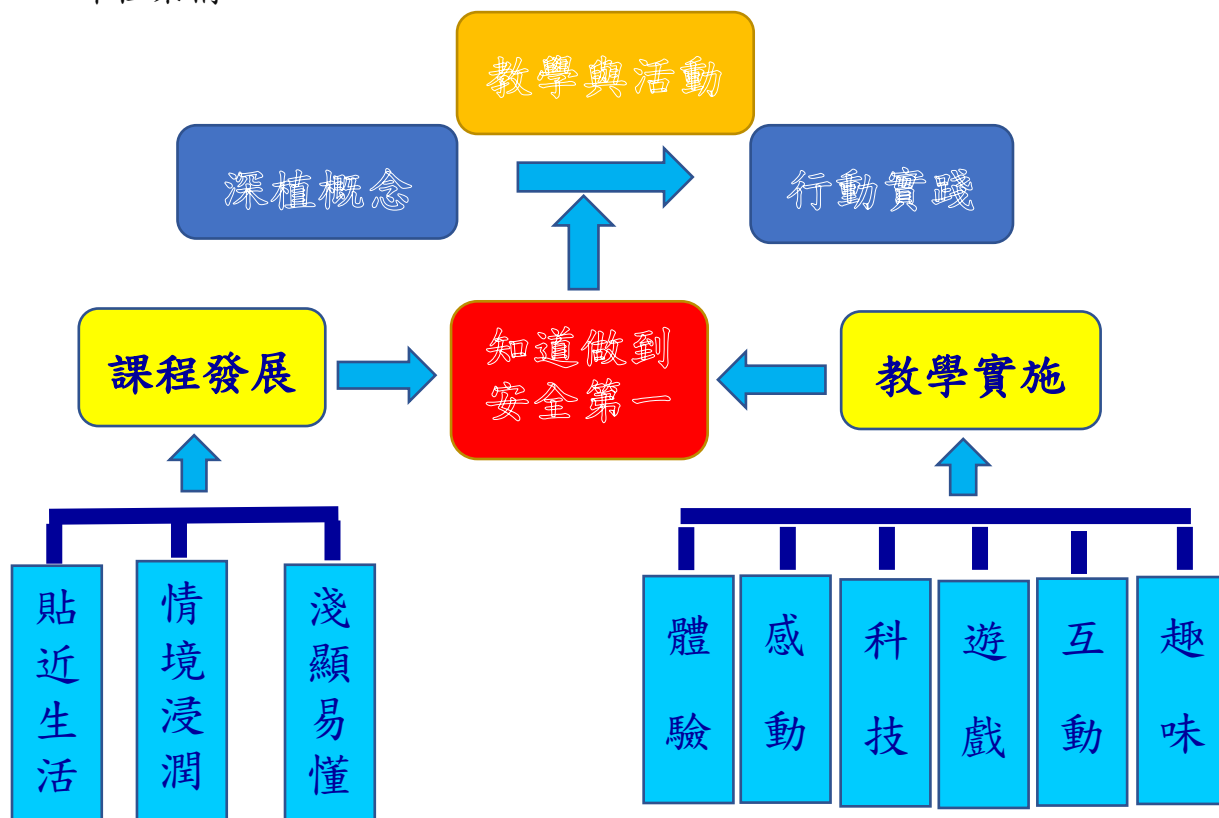 教學與活動
深植概念
行動實踐
課程發展
知道做到
安全第一
教學實施
貼近生活
情境浸潤
淺顯易懂
體驗
感動
科技
遊戲
互動
趣味